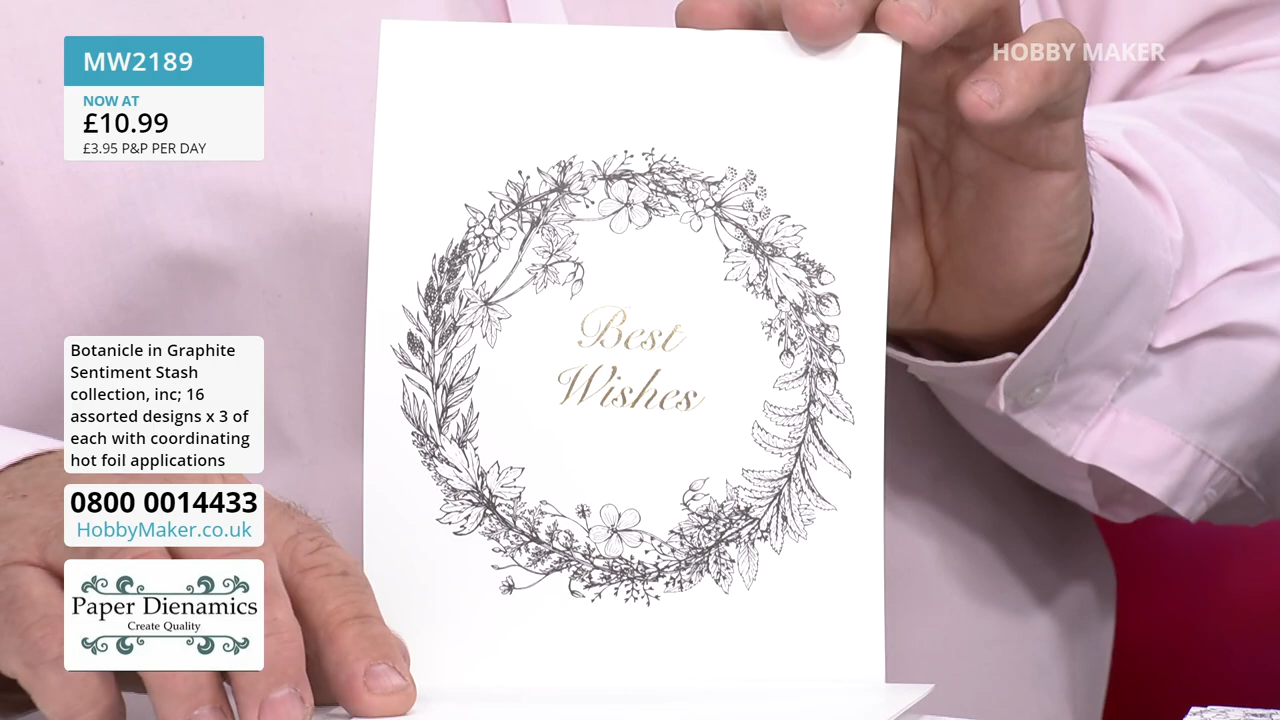 MW2189
NOW AT
£10.99
£3.95 P&P PER DAY
HOBBY MAKER
Best
Wishes
Botanicle in Graphite
Sentiment Stash
collection, inc; 16
assorted designs x 3 of
each with coordinating
hot foil applications
0800 0014433
HobbyMaker.co.uk
Paper Dienamics
Create Quality